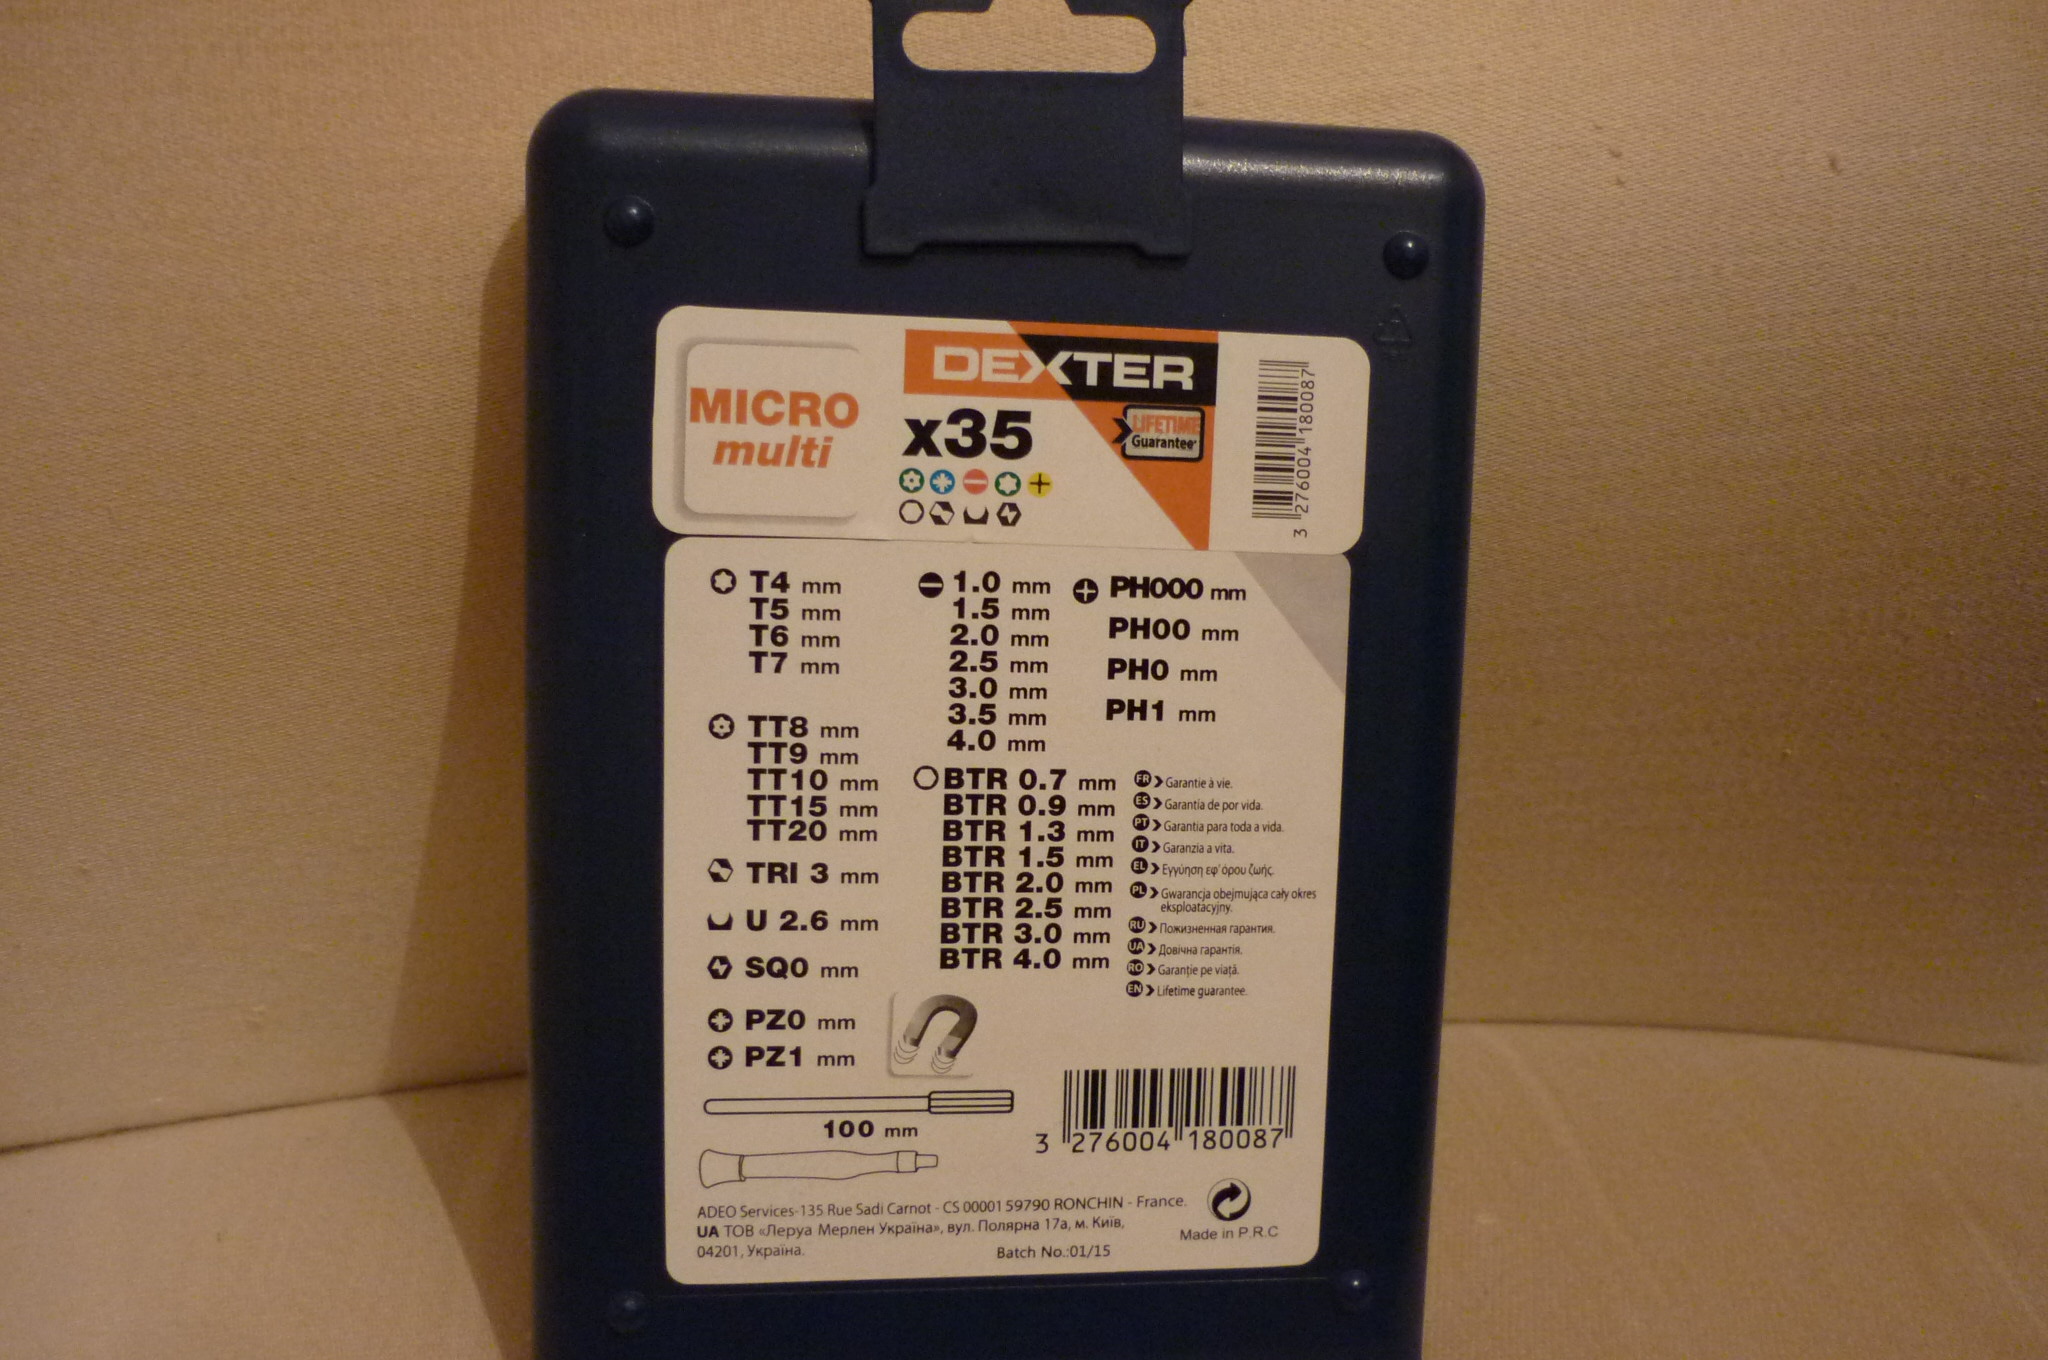 MICRO
multi
DEXTER
x35
LIFETIME
Guarantee*
3 276004 180087
T4 mm
T5 mm
T6 mm
T7 mm
TT8 mm
TT9 mm
TT10 mm
TT15 mm
TT20 mm
TRI 3 mm
U 2.6 mm
SQ0 mm
PZ0 mm
PZ1 mm
1.0 mm
1.5 mm
2.0 mm
2.5 mm
3.0 mm
3.5 mm
4.0 mm
PH000 mm
PH00 mm
PH0 mm
PH1 mm
BTR 0.7 mm
BTR 0.9 mm
BTR 1.3 mm
BTR 1.5 mm
BTR 2.0 mm
BTR 2.5 mm
BTR 3.0 mm
BTR 4.0 mm
FR Garantie à vie.
ES Garantía de por vida.
PT Garantia para toda a vida.
IT Garanzia a vita.
EL Εγγύηση εφ' όρου ζωής.
PL Gwarancja obejmująca cały okres
eksploatacyjny.
RU Пожизненная гарантия.
UA Довічна гарантія.
RO Garanție pe viață.
EN Lifetime guarantee.
100 mm
3 276004 180087
ADEO Services-135 Rue Sadi Carnot - CS 00001 59790 RONCHIN - France.
UA ТОВ «Леруа Мерлен Україна», вул. Полярна 17а, м. Київ,
04201, Україна.
Batch No.:01/15
Made in P.R.C